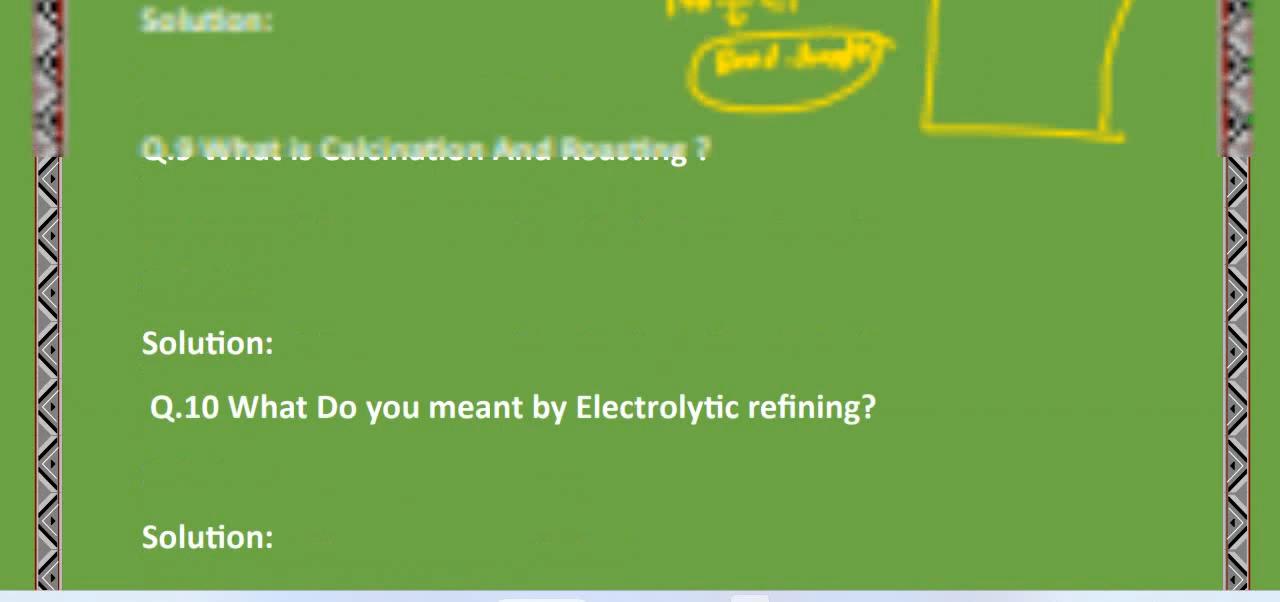 Solution:
Q.9 What is Calcination And Roasting ?
Solution:
Q.10 What Do you meant by Electrolytic refining?
Solution: